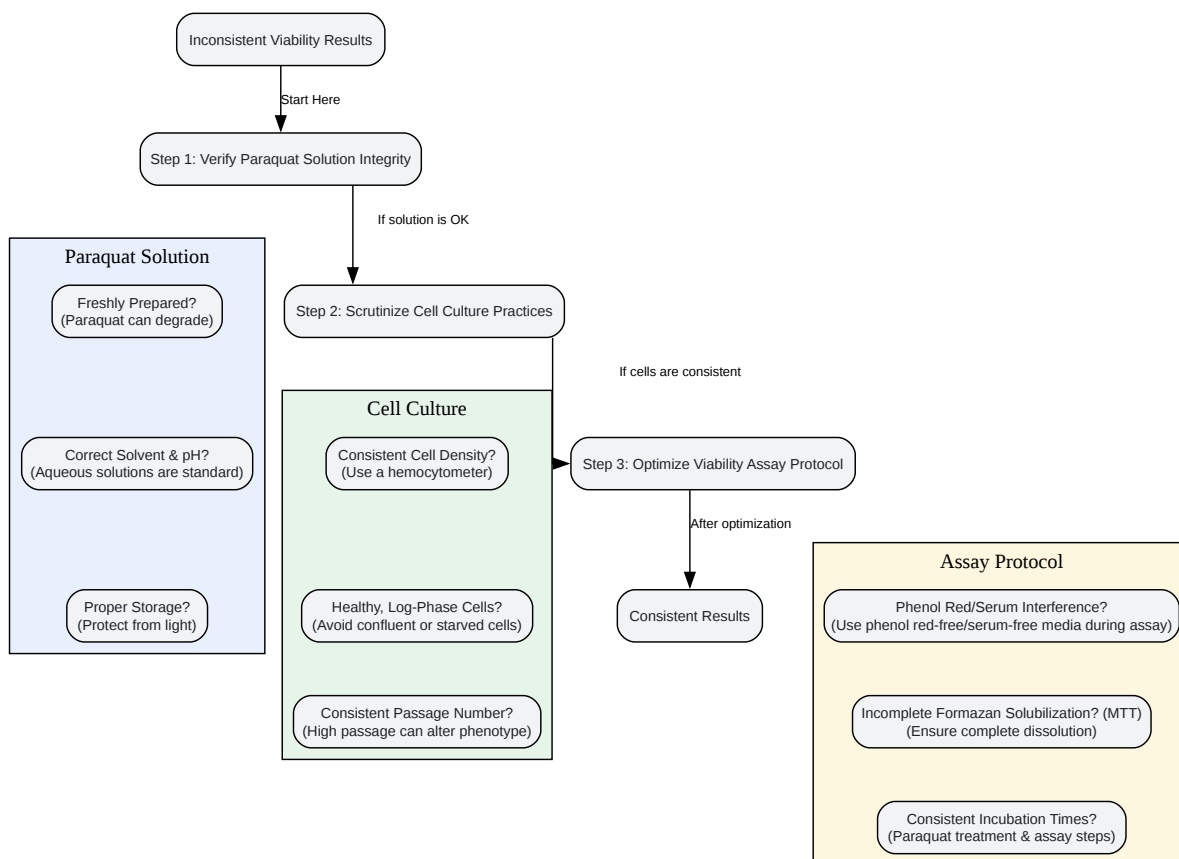 Inconsistent Viability Results
Start Here
Step 1: Verify Paraquat Solution Integrity
If solution is OK
Paraquat Solution
Freshly Prepared?
(Paraquat can degrade)
Correct Solvent & pH?
(Aqueous solutions are standard)
Proper Storage?
(Protect from light)
Step 2: Scrutinize Cell Culture Practices
If cells are consistent
Cell Culture
Consistent Cell Density?
(Use a hemocytometer)
Healthy, Log-Phase Cells?
(Avoid confluent or starved cells)
Consistent Passage Number?
(High passage can alter phenotype)
Step 3: Optimize Viability Assay Protocol
After optimization
Consistent Results
Assay Protocol
Phenol Red/Serum Interference?
(Use phenol red-free/serum-free media during assay)
Incomplete Formazan Solubilization? (MTT)
(Ensure complete dissolution)
Consistent Incubation Times?
(Paraquat treatment & assay steps)